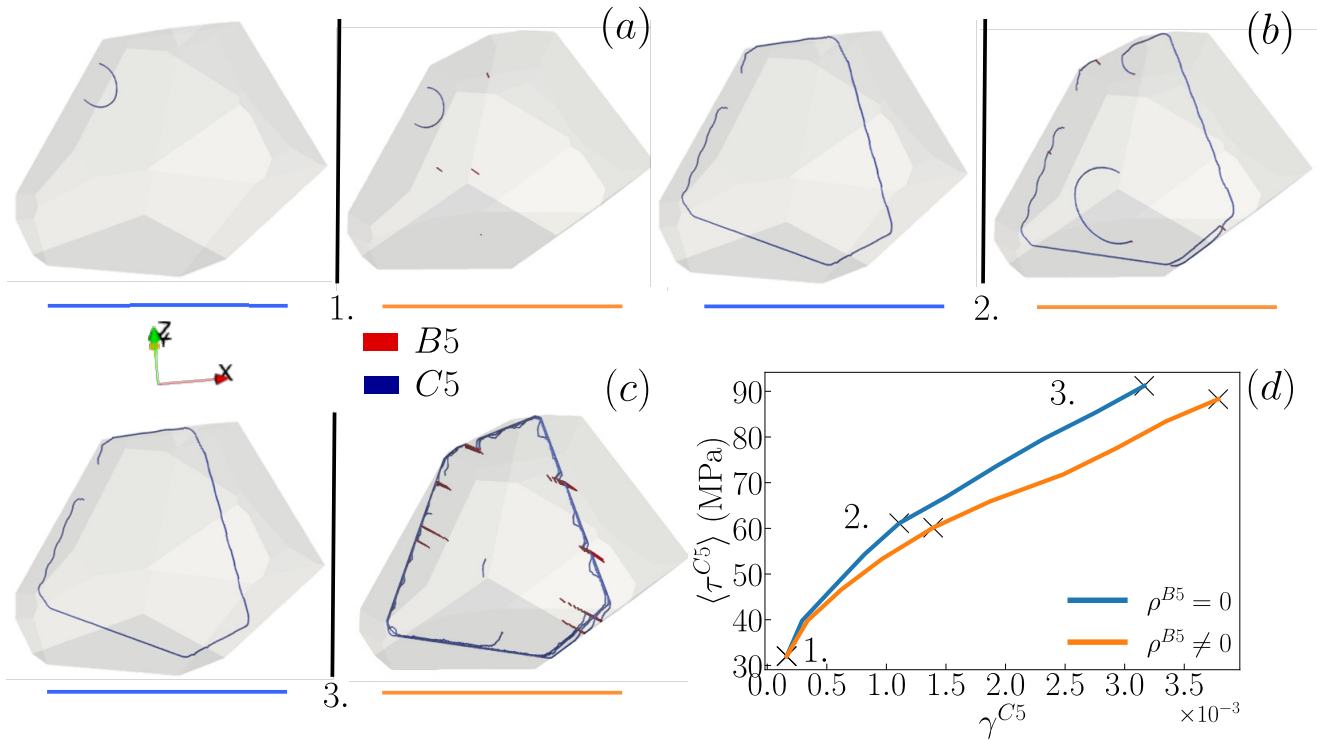 (a)
(b)
1.
2.
Z
Y
X
B5
C5
(c)
3.
(d)
⟨τ^{C5}⟩ (MPa)
90
80
70
60
50
40
30
3.
2.
1.
ρ^{B5} = 0
ρ^{B5} ≠ 0
0.0 0.5 1.0 1.5 2.0 2.5 3.0 3.5
×10⁻³
γ^{C5}